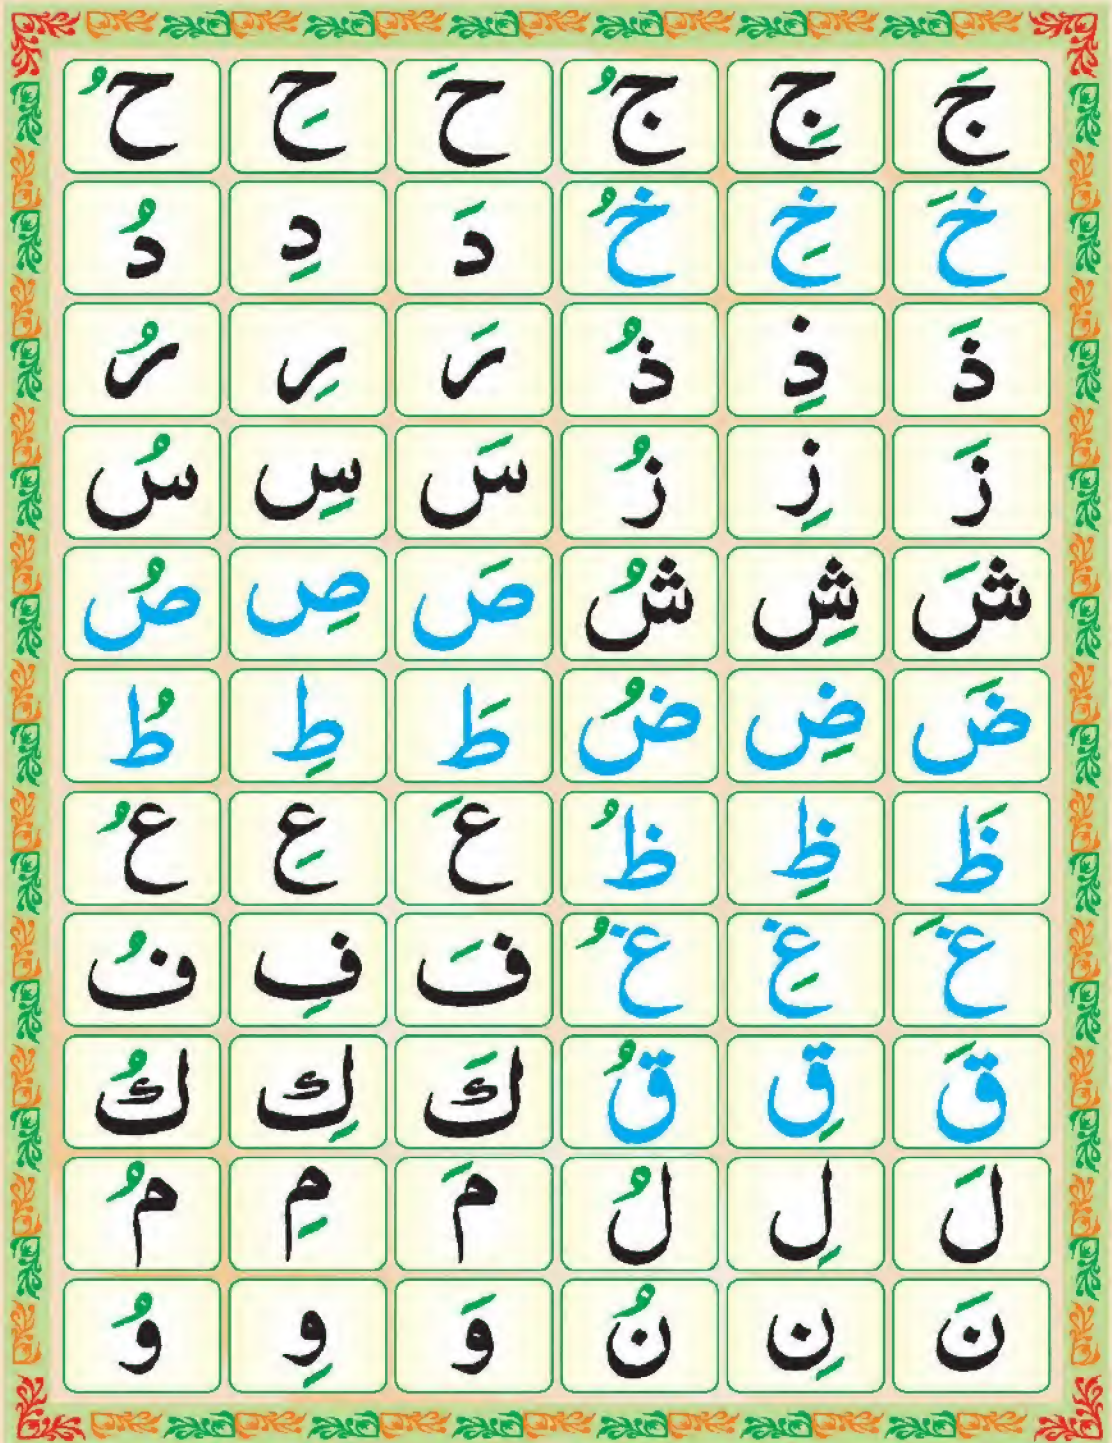 جَ جِ جُ حَ حِ حُ
خَ خِ خُ دَ دِ دُ
ذَ ذِ ذُ رَ رِ رُ
زَ زِ زُ سَ سِ سُ
شَ شِ شُ صَ صِ صُ
ضَ ضِ ضُ طَ طِ طُ
ظَ ظِ ظُ عَ عِ عُ
غَ غِ غُ فَ فِ فُ
قَ قِ قُ كَ كِ كُ
لَ لِ لُ مَ مِ مُ
نَ نِ نُ وَ وِ وُ